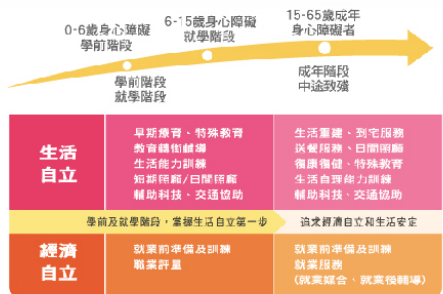 0-6歲身心障礙
學前階段
6-15歲身心障礙
就學階段
15-65歲成年
身心障礙者
學前階段
就學階段
成年階段
中途致殘
生活
自立
早期療育、特殊教育
教育轉銜輔導
生活能力訓練
短期照顧/日間照顧
輔助科技、交通協助
生活重建、到宅服務
送餐服務、日間照顧
復康復健、特殊教育
生活自理能力訓練
輔助科技、交通協助
學前及就學階段，掌握生活自立第一步
追求經濟自立和生活安定
經濟
自立
就業前準備及訓練
職業評量
就業前準備及訓練
就業服務
(就業媒合、就業後輔導)